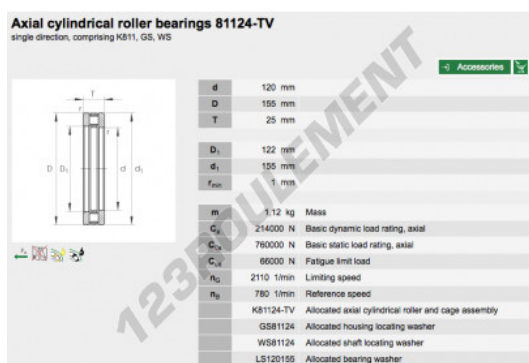 Axial cylindrical roller bearings 81124-TV
single direction, comprising K811, GS, WS
Accessories
T
r
r
D D1 d d1
d 120 mm
D 155 mm
T 25 mm
D1 122 mm
d1 155 mm
rmin 1 mm
m 1.12 kg Mass
Ca 214000 N Basic dynamic load rating, axial
C0a 760000 N Basic static load rating, axial
Cua 66000 N Fatigue limit load
nG 2110 1/min Limiting speed
nB 780 1/min Reference speed
K81124-TV Allocated axial cylindrical roller and cage assembly
GS81124 Allocated housing locating washer
WS81124 Allocated shaft locating washer
LS120155 Allocated bearing washer
123ROULEMENT